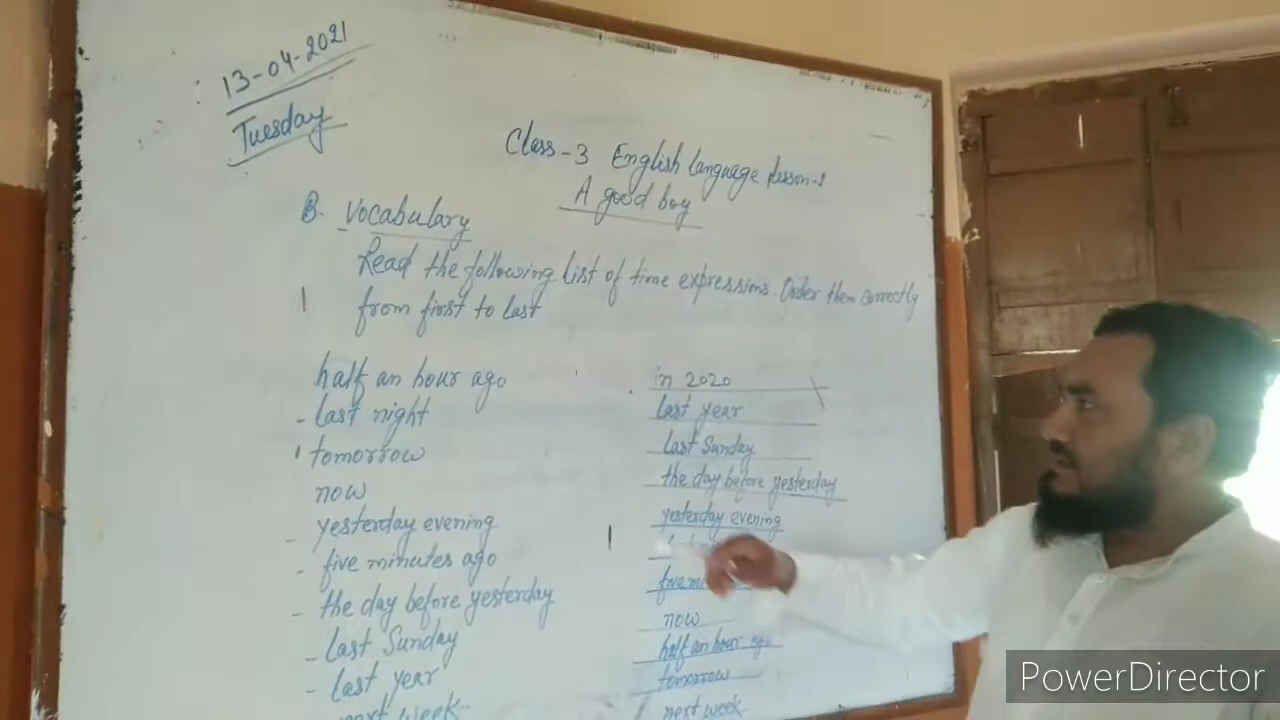 13-04-2021
Tuesday
Class-3 English language Lesson-1
A good boy
B. Vocabulary
Read the following list of time expressions. Order them correctly
from first to last
half an hour ago
- last night
tomorrow
now
- yesterday evening
- five minutes ago
- the day before yesterday
- Last Sunday
- Last year
next week
in 2020
last year
last Sunday
the day before yesterday
yesterday evening
five
now
half an hour ago
tomorrow
next week
PowerDirector